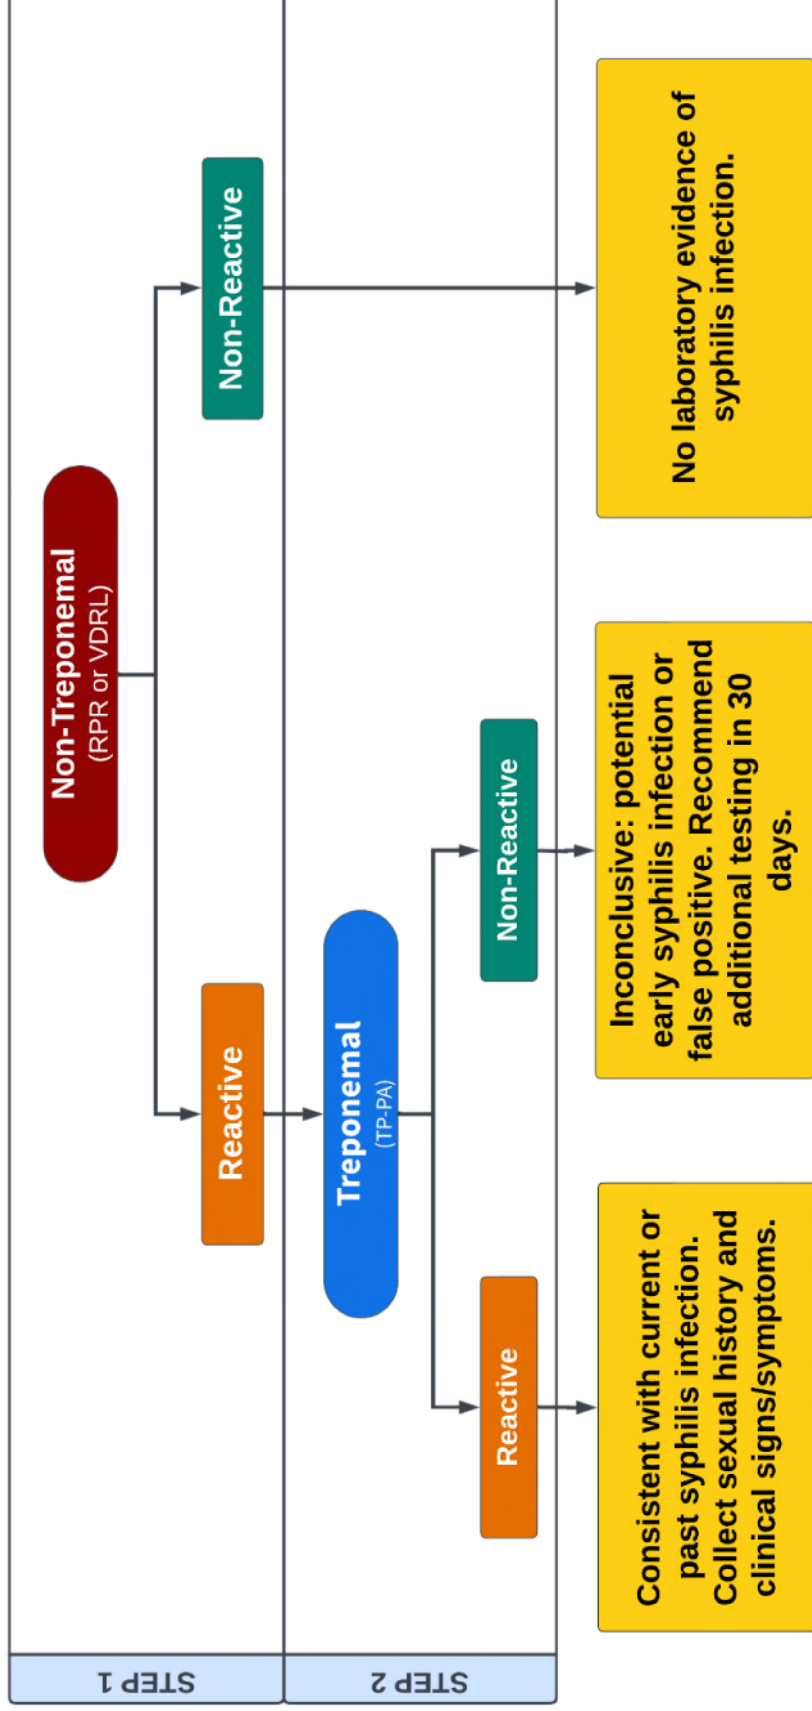 STEP 1
Non-Treponemal
(RPR or VDRL)
Reactive
Non-Reactive
STEP 2
Treponemal
(TP-PA)
Reactive
Non-Reactive
Consistent with current or
past syphilis infection.
Collect sexual history and
clinical signs/symptoms.
Inconclusive: potential
early syphilis infection or
false positive. Recommend
additional testing in 30
days.
No laboratory evidence of
syphilis infection.